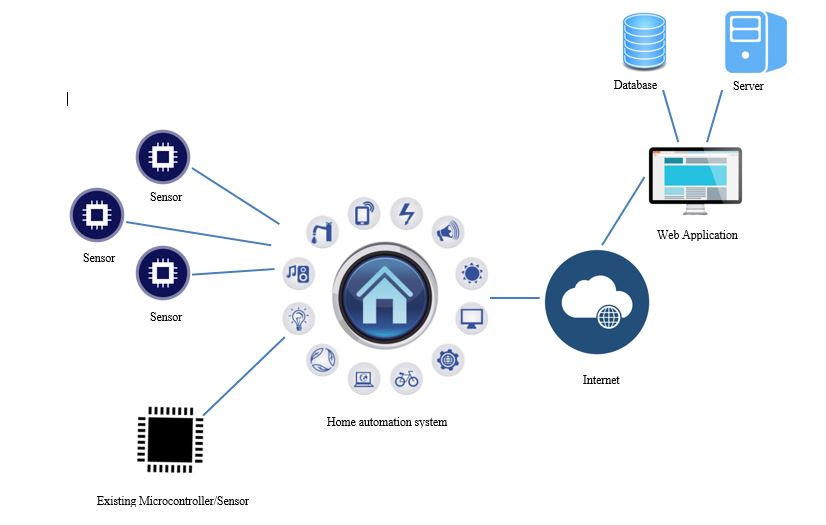 Database
Server
Sensor
Web Application
Sensor
Sensor
Internet
Home automation system
Existing Microcontroller/Sensor